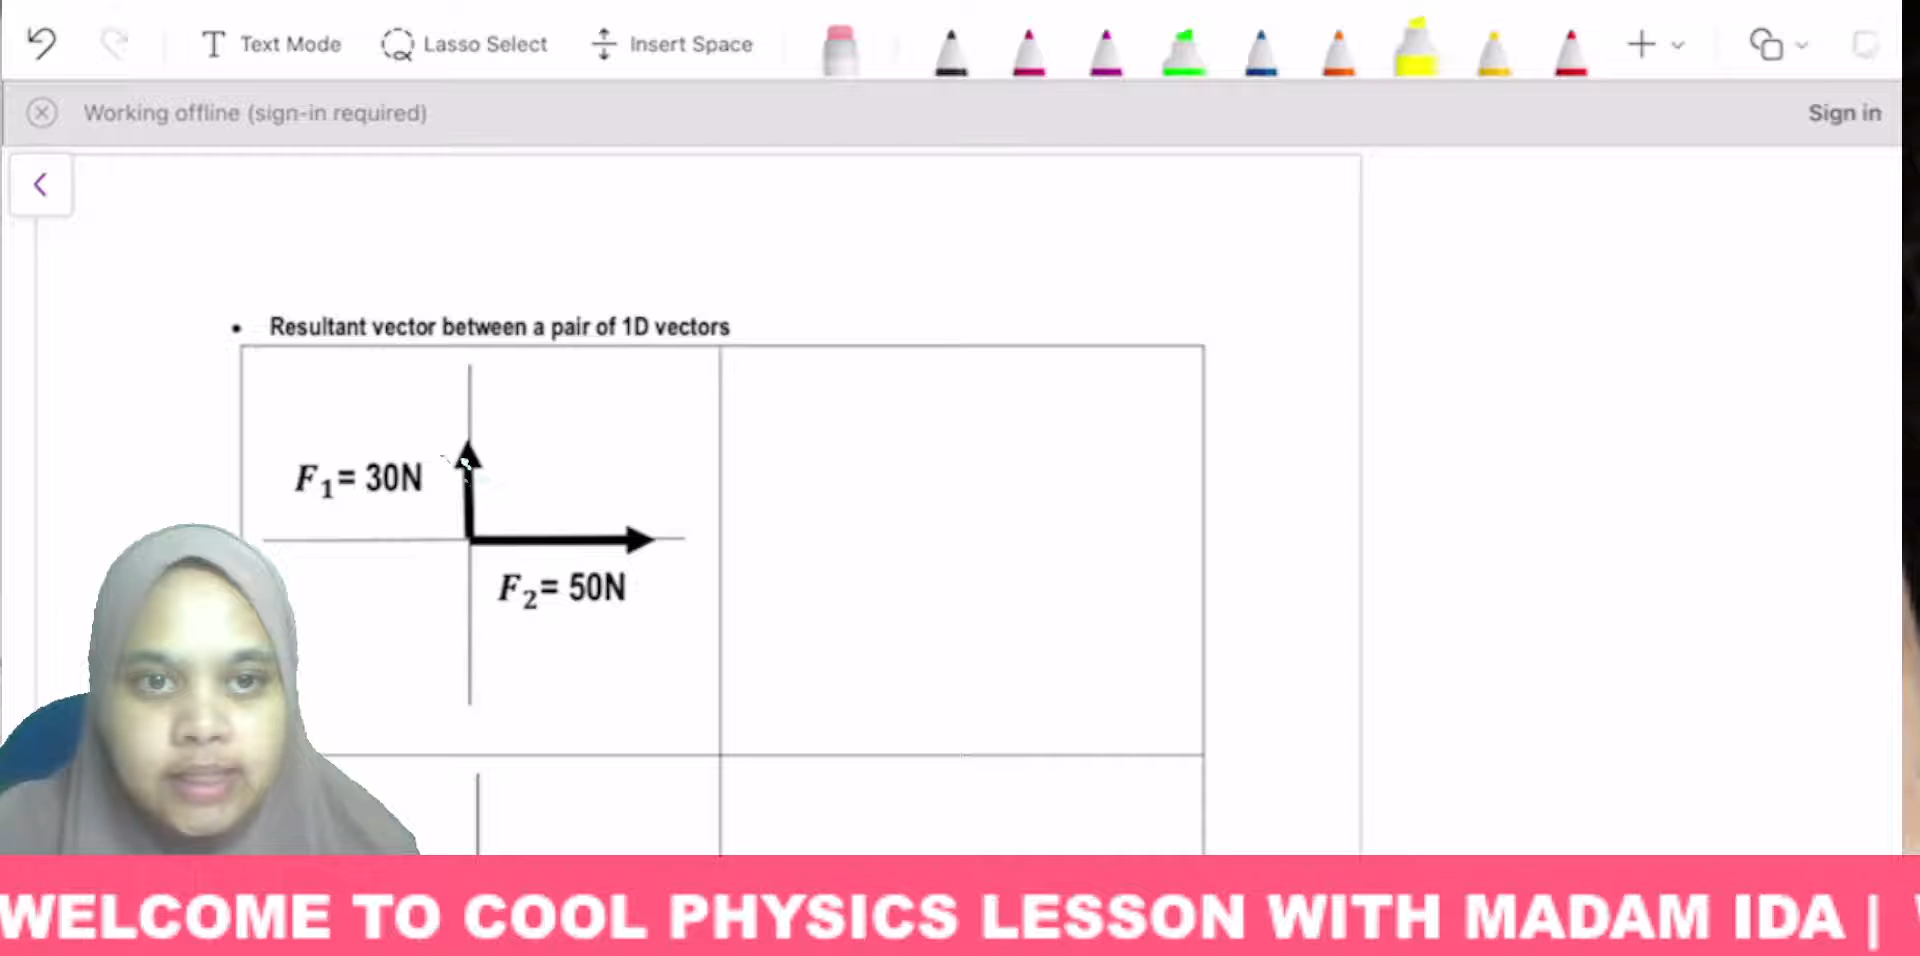 Text Mode Lasso Select Insert Space
Working offline (sign-in required) Sign in
• Resultant vector between a pair of 1D vectors
F₁= 30N
F₂= 50N
WELCOME TO COOL PHYSICS LESSON WITH MADAM IDA |